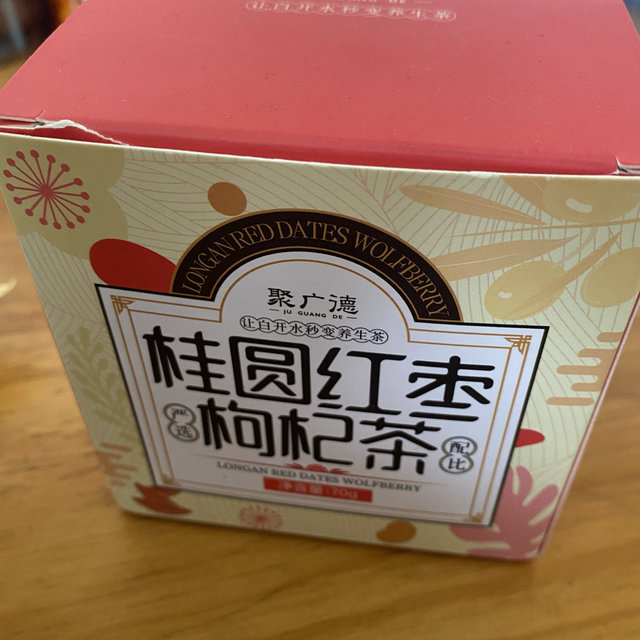 让白开水秒变养生茶
LONGAN RED DATES WOLFBERRY
聚广德
JU GUANG DE
让白开水秒变养生茶
桂圆红枣
严选
枸杞茶
配比
LONGAN RED DATES WOLFBERRY
净含量:70g